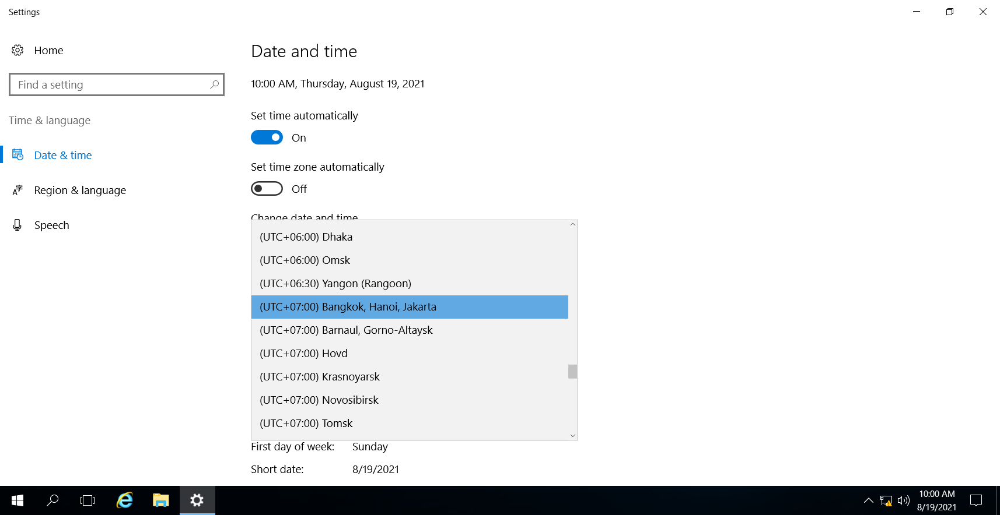 Settings
Home
Find a setting
Time & language
Date & time
Region & language
Speech
Date and time
10:00 AM, Thursday, August 19, 2021
Set time automatically
On
Set time zone automatically
Off
Change date and time
(UTC+06:00) Dhaka
(UTC+06:00) Omsk
(UTC+06:30) Yangon (Rangoon)
(UTC+07:00) Bangkok, Hanoi, Jakarta
(UTC+07:00) Barnaul, Gorno-Altaysk
(UTC+07:00) Hovd
(UTC+07:00) Krasnoyarsk
(UTC+07:00) Novosibirsk
(UTC+07:00) Tomsk
First day of week: Sunday
Short date: 8/19/2021
10:00 AM
8/19/2021